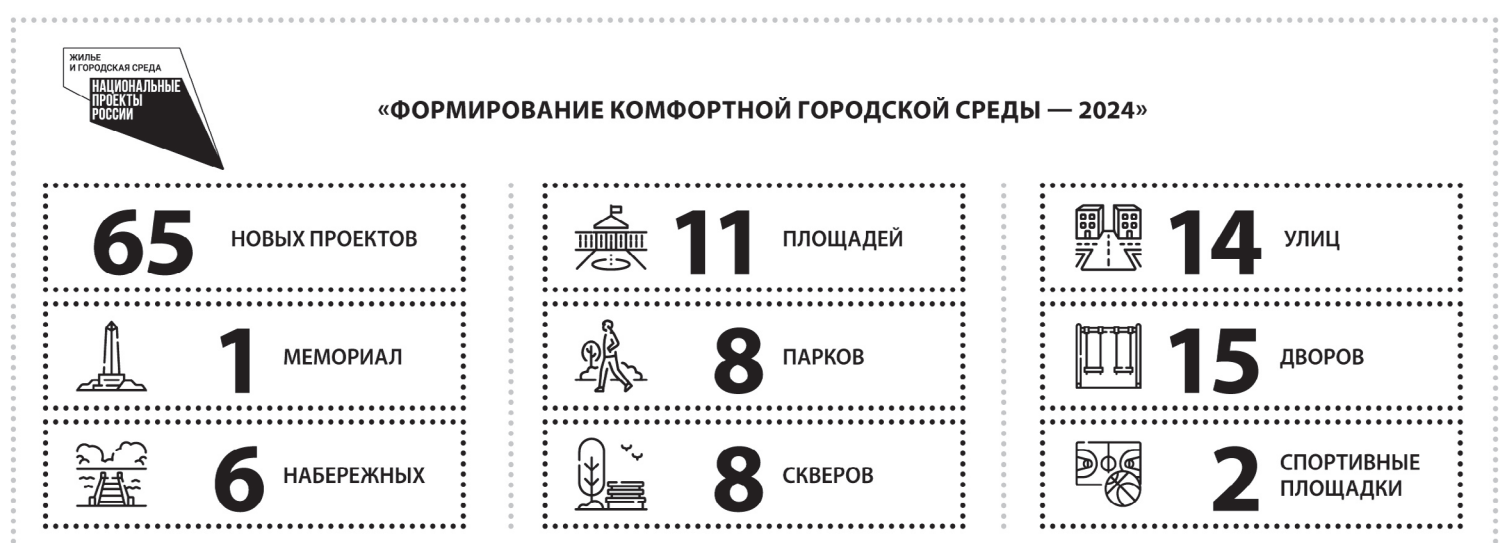 ЖИЛЬЕ
И ГОРОДСКАЯ СРЕДА
НАЦИОНАЛЬНЫЕ
ПРОЕКТЫ
РОССИИ
«ФОРМИРОВАНИЕ КОМФОРТНОЙ ГОРОДСКОЙ СРЕДЫ — 2024»
65 НОВЫХ ПРОЕКТОВ
11 ПЛОЩАДЕЙ
14 УЛИЦ
1 МЕМОРИАЛ
8 ПАРКОВ
15 ДВОРОВ
6 НАБЕРЕЖНЫХ
8 СКВЕРОВ
2 СПОРТИВНЫЕ
ПЛОЩАДКИ